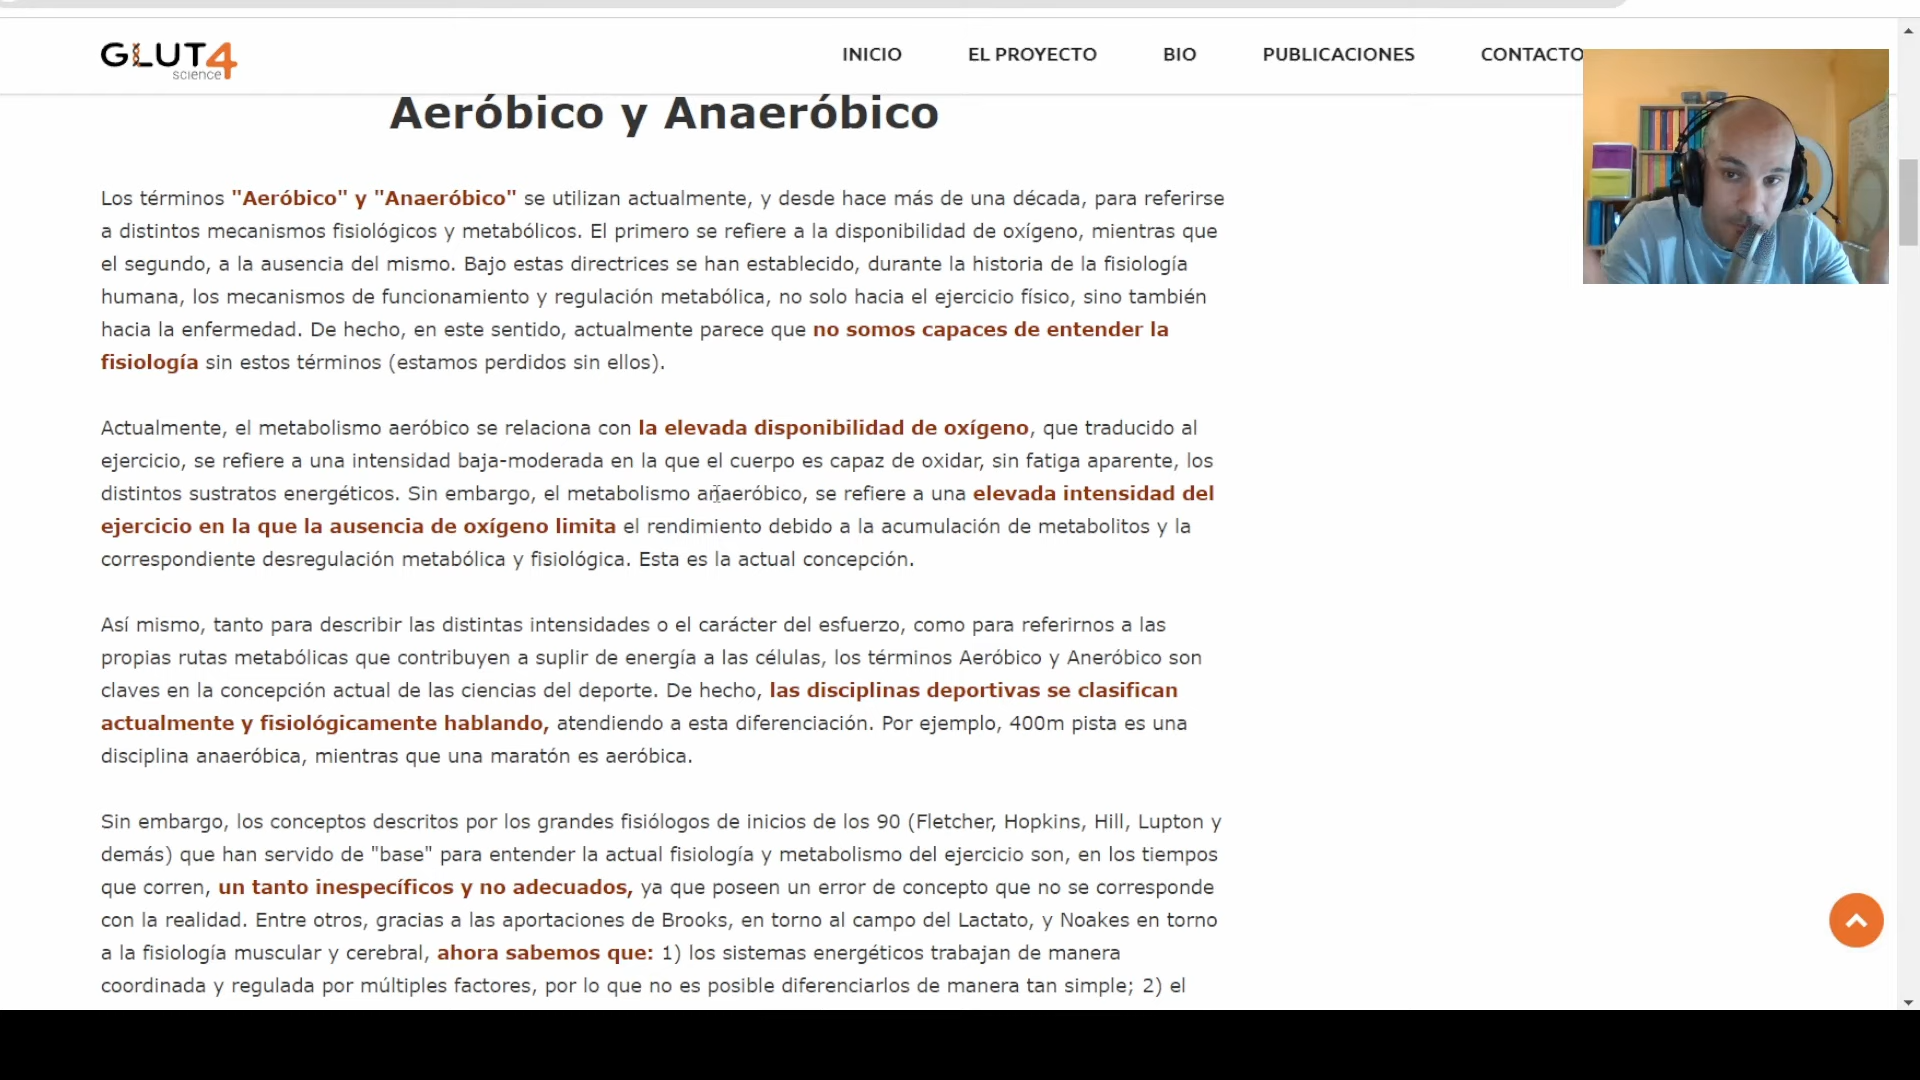 GLUT4
science
INICIO
EL PROYECTO
BIO
PUBLICACIONES
CONTACTO
Aeróbico y Anaeróbico
Los términos "Aeróbico" y "Anaeróbico" se utilizan actualmente, y desde hace más de una década, para referirse
a distintos mecanismos fisiológicos y metabólicos. El primero se refiere a la disponibilidad de oxígeno, mientras que
el segundo, a la ausencia del mismo. Bajo estas directrices se han establecido, durante la historia de la fisiología
humana, los mecanismos de funcionamiento y regulación metabólica, no solo hacia el ejercicio físico, sino también
hacia la enfermedad. De hecho, en este sentido, actualmente parece que no somos capaces de entender la
fisiología sin estos términos (estamos perdidos sin ellos).
Actualmente, el metabolismo aeróbico se relaciona con la elevada disponibilidad de oxígeno, que traducido al
ejercicio, se refiere a una intensidad baja-moderada en la que el cuerpo es capaz de oxidar, sin fatiga aparente, los
distintos sustratos energéticos. Sin embargo, el metabolismo anaeróbico, se refiere a una elevada intensidad del
ejercicio en la que la ausencia de oxígeno limita el rendimiento debido a la acumulación de metabolitos y la
correspondiente desregulación metabólica y fisiológica. Esta es la actual concepción.
Así mismo, tanto para describir las distintas intensidades o el carácter del esfuerzo, como para referirnos a las
propias rutas metabólicas que contribuyen a suplir de energía a las células, los términos Aeróbico y Aneróbico son
claves en la concepción actual de las ciencias del deporte. De hecho, las disciplinas deportivas se clasifican
actualmente y fisiológicamente hablando, atendiendo a esta diferenciación. Por ejemplo, 400m pista es una
disciplina anaeróbica, mientras que una maratón es aeróbica.
Sin embargo, los conceptos descritos por los grandes fisiólogos de inicios de los 90 (Fletcher, Hopkins, Hill, Lupton y
demás) que han servido de "base" para entender la actual fisiología y metabolismo del ejercicio son, en los tiempos
que corren, un tanto inespecíficos y no adecuados, ya que poseen un error de concepto que no se corresponde
con la realidad. Entre otros, gracias a las aportaciones de Brooks, en torno al campo del Lactato, y Noakes en torno
a la fisiología muscular y cerebral, ahora sabemos que: 1) los sistemas energéticos trabajan de manera
coordinada y regulada por múltiples factores, por lo que no es posible diferenciarlos de manera tan simple; 2) el